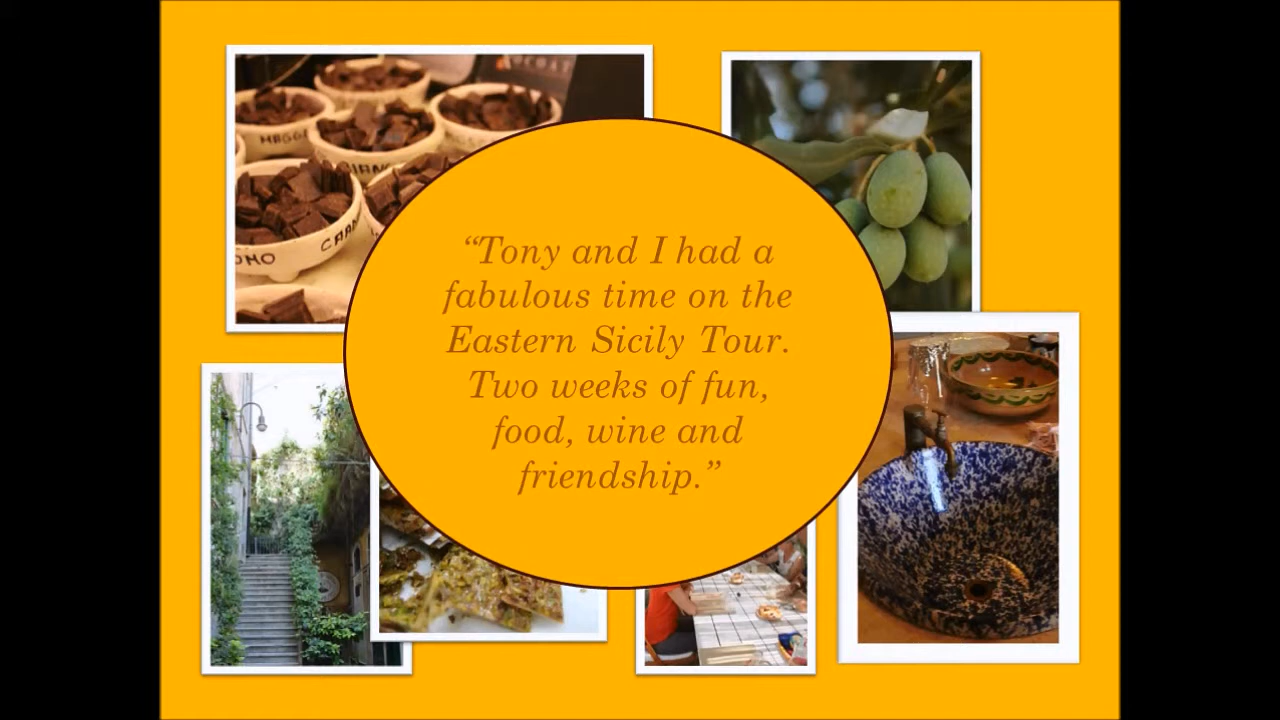 “Tony and I had a
fabulous time on the
Eastern Sicily Tour.
Two weeks of fun,
food, wine and
friendship.”